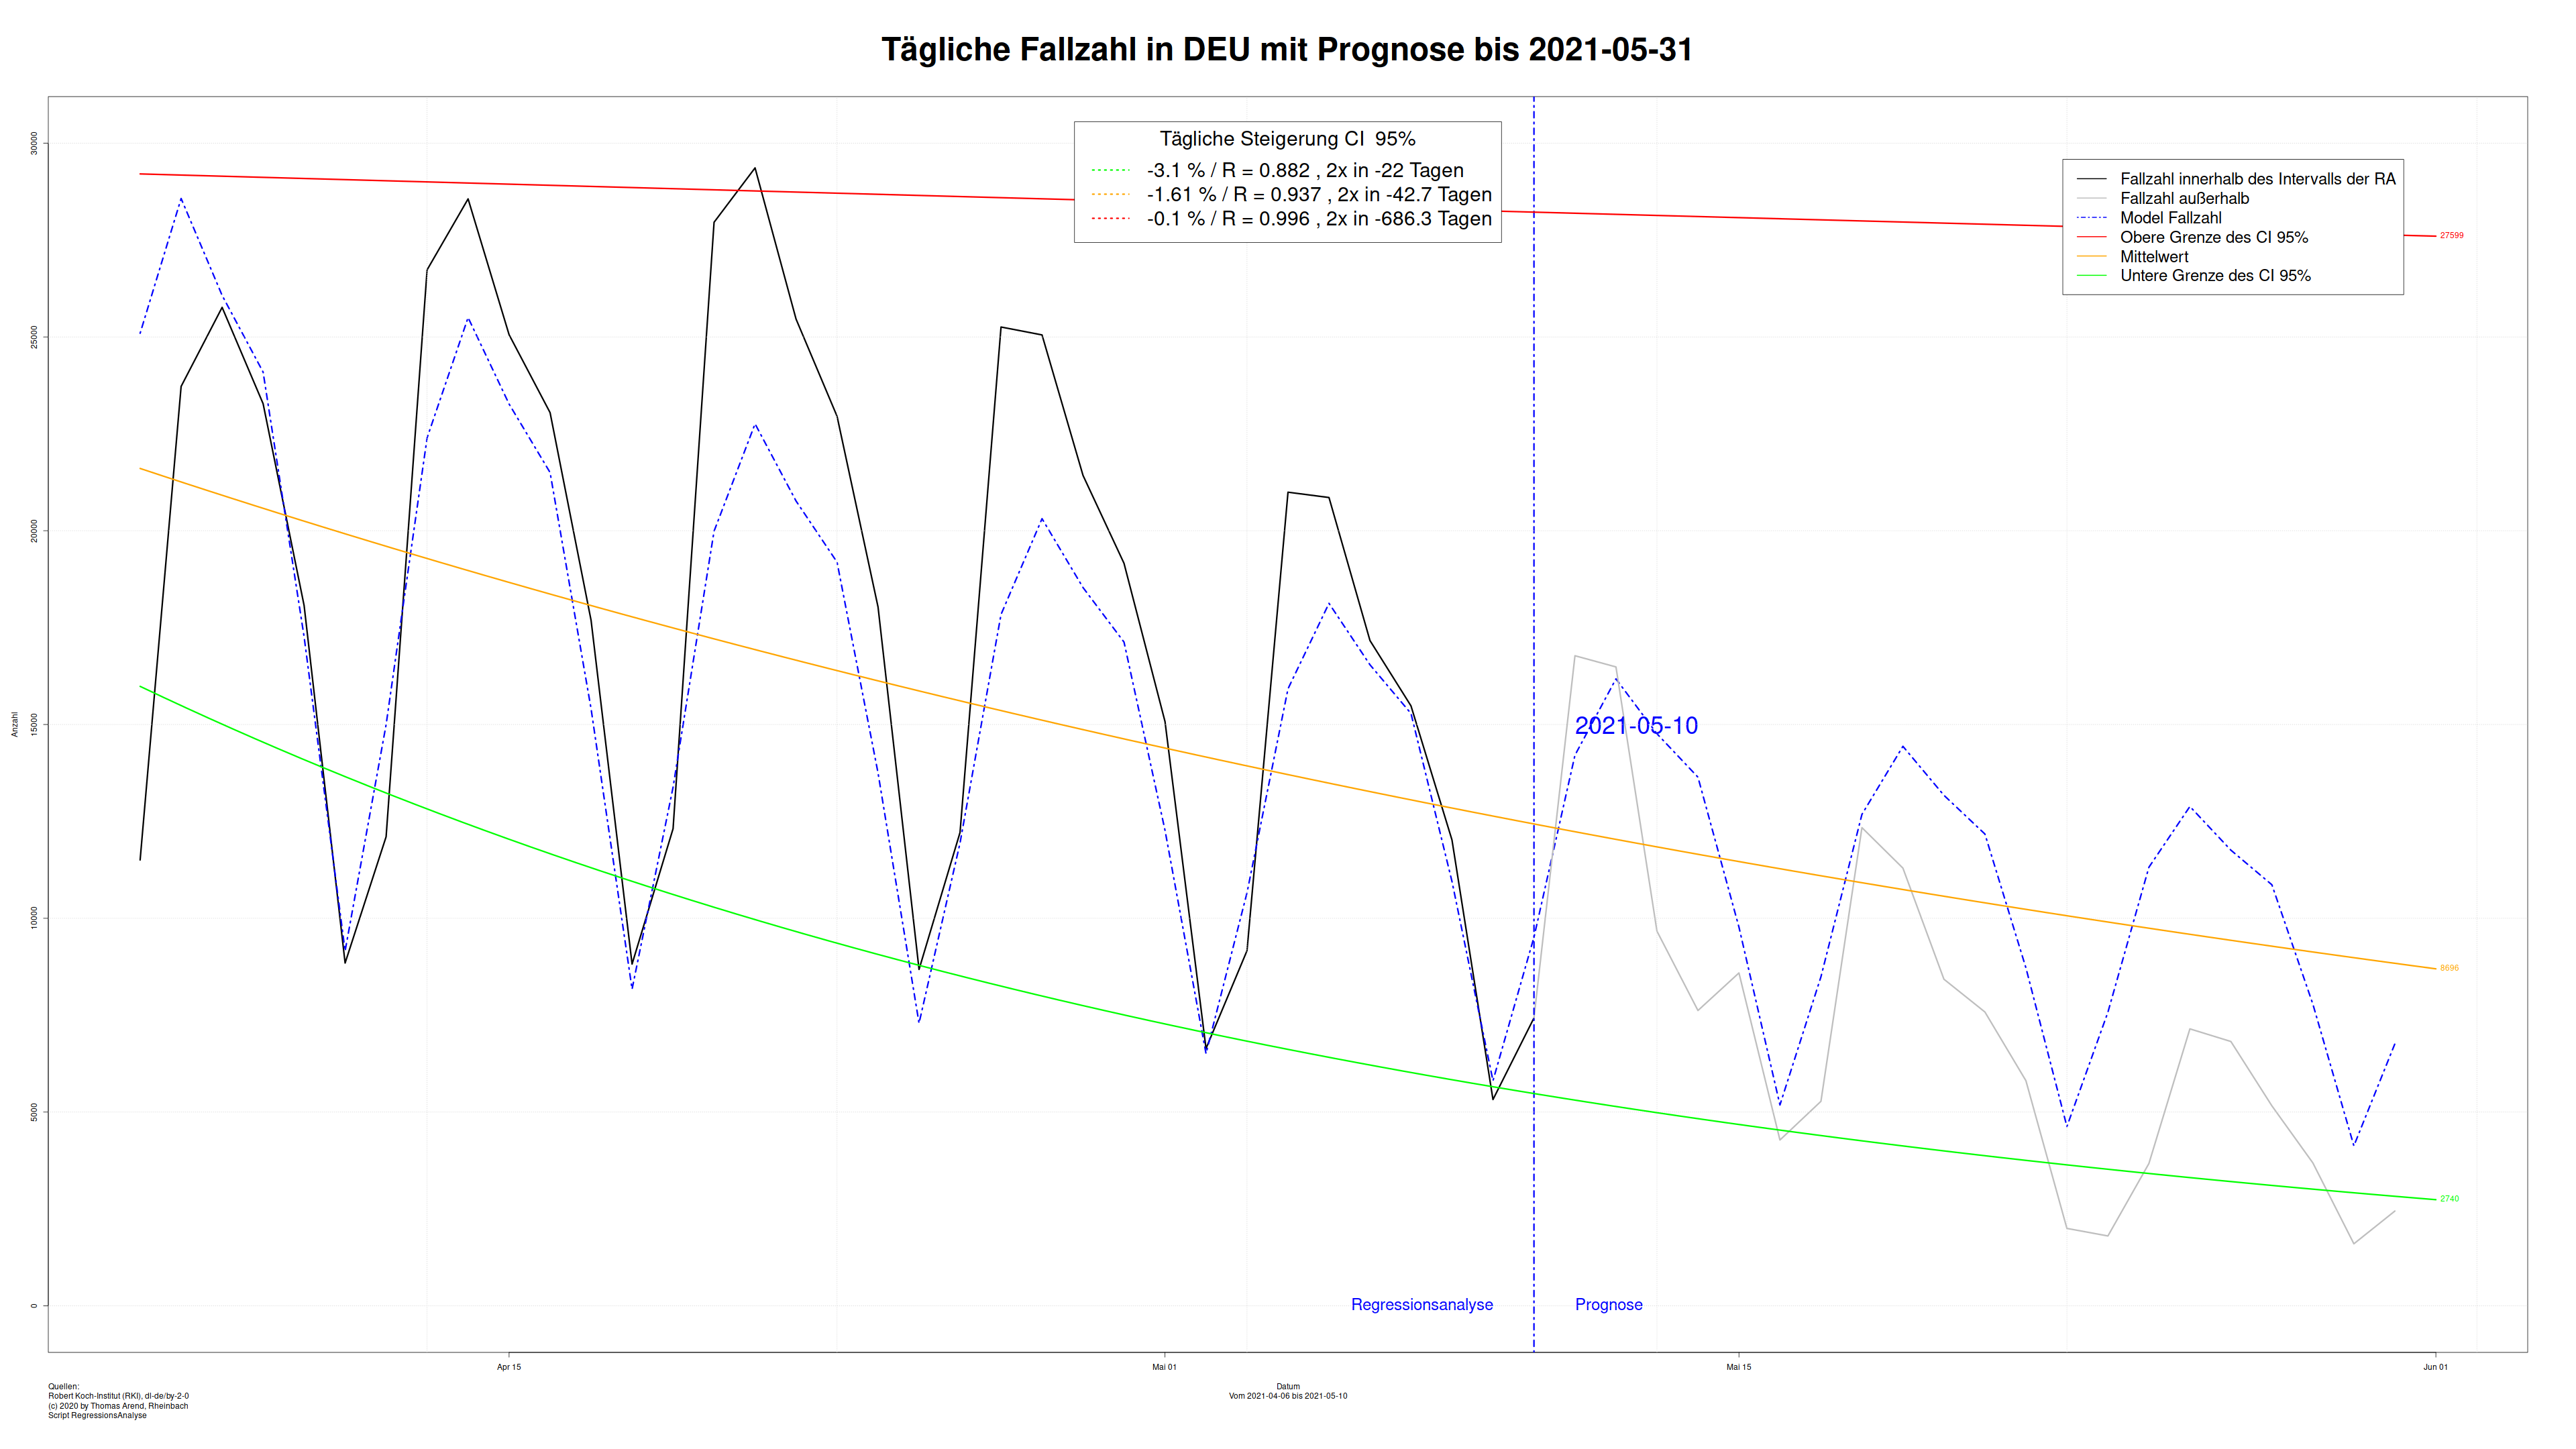 Tägliche Fallzahl in DEU mit Prognose bis 2021-05-31
Tägliche Steigerung CI  95%
-3.1 % / R = 0.882 , 2x in -22 Tagen
-1.61 % / R = 0.937 , 2x in -42.7 Tagen
-0.1 % / R = 0.996 , 2x in -686.3 Tagen
Fallzahl innerhalb des Intervalls der RA
Fallzahl außerhalb
Model Fallzahl
Obere Grenze des CI 95%
Mittelwert
Untere Grenze des CI 95%
30000
25000
20000
15000
10000
5000
0
Anzahl
27599
8696
2740
2021-05-10
Regressionsanalyse
Prognose
Apr 15
Mai 01
Mai 15
Jun 01
Datum
Vom 2021-04-06 bis 2021-05-10
Quellen:
Robert Koch-Institut (RKI), dl-de/by-2-0
(c) 2020 by Thomas Arend, Rheinbach
Script RegressionsAnalyse